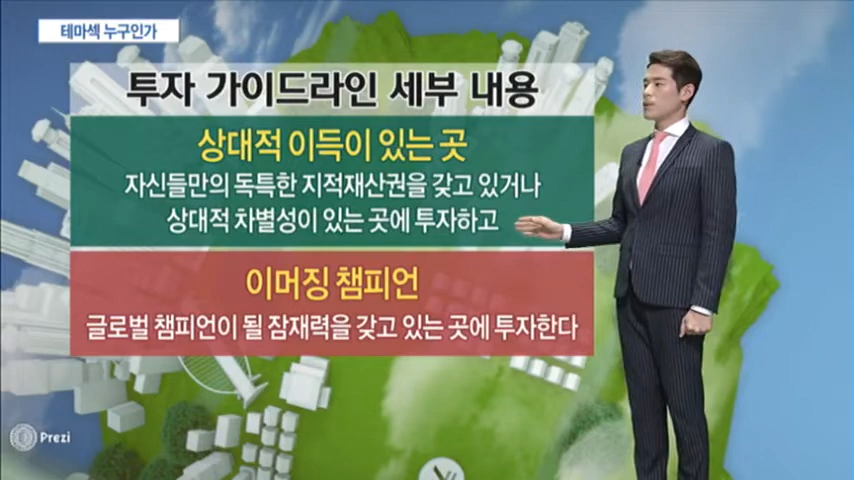 테마섹 누구인가
투자 가이드라인 세부 내용
상대적 이득이 있는 곳
자신들만의 독특한 지적재산권을 갖고 있거나
상대적 차별성이 있는 곳에 투자하고
이머징 챔피언
글로벌 챔피언이 될 잠재력을 갖고 있는 곳에 투자한다
Prezi